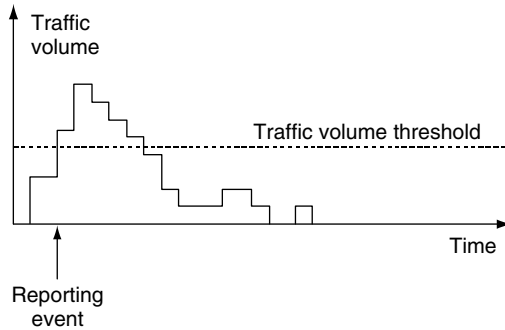 Traffic
volume
Traffic volume threshold
Time
Reporting
event